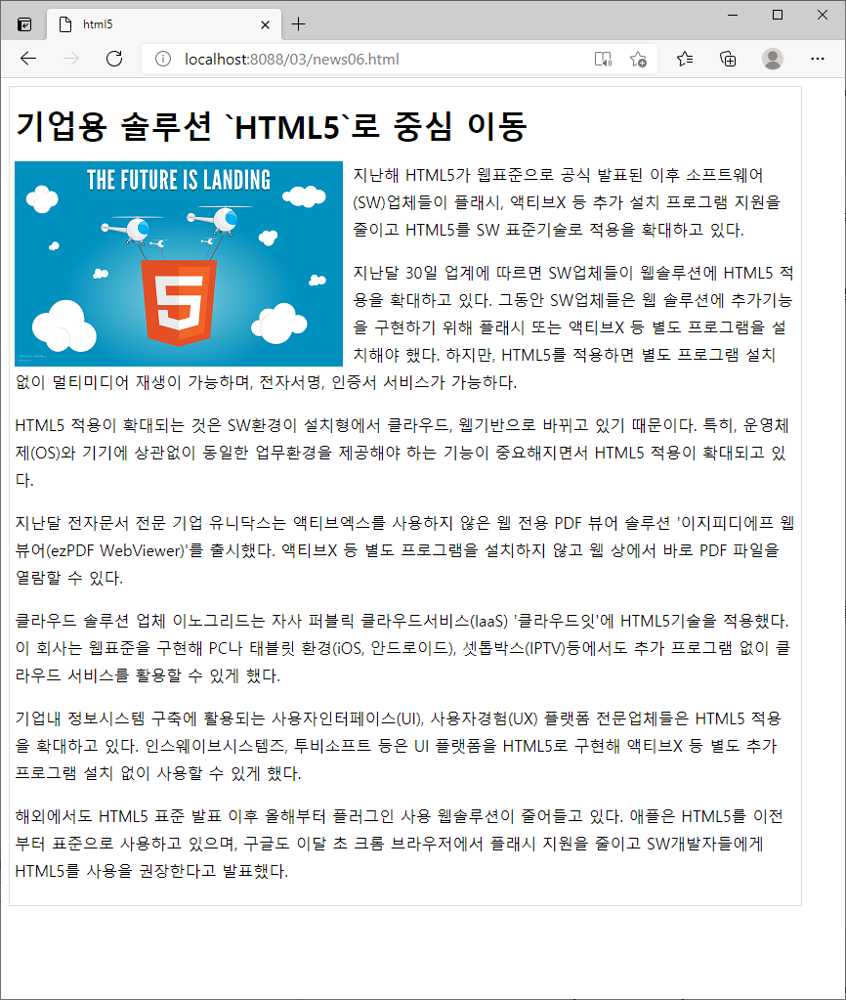 html5
localhost:8088/03/news06.html
기업용 솔루션 `HTML5`로 중심 이동
THE FUTURE IS LANDING
5
지난해 HTML5가 웹표준으로 공식 발표된 이후 소프트웨어
(SW)업체들이 플래시, 액티브X 등 추가 설치 프로그램 지원을
줄이고 HTML5를 SW 표준기술로 적용을 확대하고 있다.
지난달 30일 업계에 따르면 SW업체들이 웹솔루션에 HTML5 적
용을 확대하고 있다. 그동안 SW업체들은 웹 솔루션에 추가기능
을 구현하기 위해 플래시 또는 액티브X 등 별도 프로그램을 설
치해야 했다. 하지만, HTML5를 적용하면 별도 프로그램 설치
없이 멀티미디어 재생이 가능하며, 전자서명, 인증서 서비스가 가능하다.
HTML5 적용이 확대되는 것은 SW환경이 설치형에서 클라우드, 웹기반으로 바뀌고 있기 때문이다. 특히, 운영체
제(OS)와 기기에 상관없이 동일한 업무환경을 제공해야 하는 기능이 중요해지면서 HTML5 적용이 확대되고 있
다.
지난달 전자문서 전문 기업 유니닥스는 액티브엑스를 사용하지 않은 웹 전용 PDF 뷰어 솔루션 '이지피디에프 웹
뷰어(ezPDF WebViewer)'를 출시했다. 액티브X 등 별도 프로그램을 설치하지 않고 웹 상에서 바로 PDF 파일을
열람할 수 있다.
클라우드 솔루션 업체 이노그리드는 자사 퍼블릭 클라우드서비스(IaaS) '클라우드잇'에 HTML5기술을 적용했다.
이 회사는 웹표준을 구현해 PC나 태블릿 환경(iOS, 안드로이드), 셋톱박스(IPTV)등에서도 추가 프로그램 없이 클
라우드 서비스를 활용할 수 있게 했다.
기업내 정보시스템 구축에 활용되는 사용자인터페이스(UI), 사용자경험(UX) 플랫폼 전문업체들은 HTML5 적용
을 확대하고 있다. 인스웨이브시스템즈, 투비소프트 등은 UI 플랫폼을 HTML5로 구현해 액티브X 등 별도 추가
프로그램 설치 없이 사용할 수 있게 했다.
해외에서도 HTML5 표준 발표 이후 올해부터 플러그인 사용 웹솔루션이 줄어들고 있다. 애플은 HTML5를 이전
부터 표준으로 사용하고 있으며, 구글도 이달 초 크롬 브라우저에서 플래시 지원을 줄이고 SW개발자들에게
HTML5를 사용을 권장한다고 발표했다.